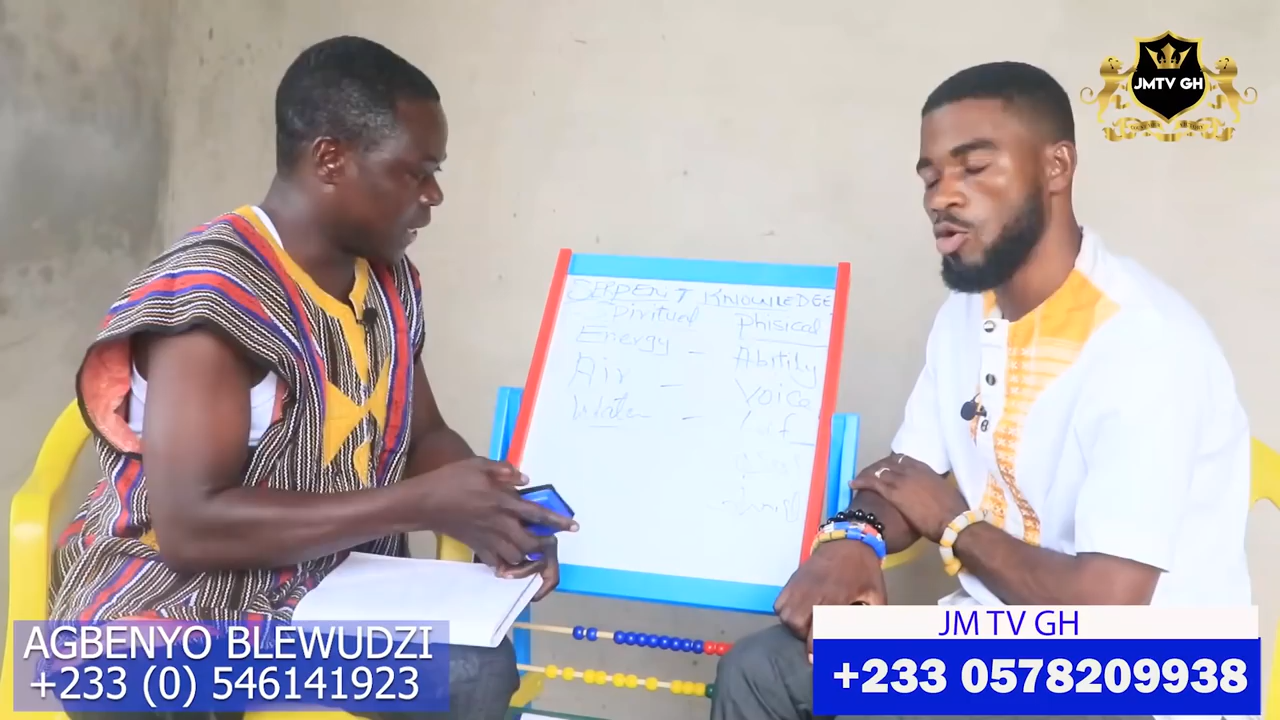 JMTV GH
SERPENT KNOWLEDGE
Spiritual Phisical
Energy - Abitily
Air - Voice
Water -
AGBENYO BLEWUDZI
+233 (0) 546141923
JM TV GH
+233 0578209938